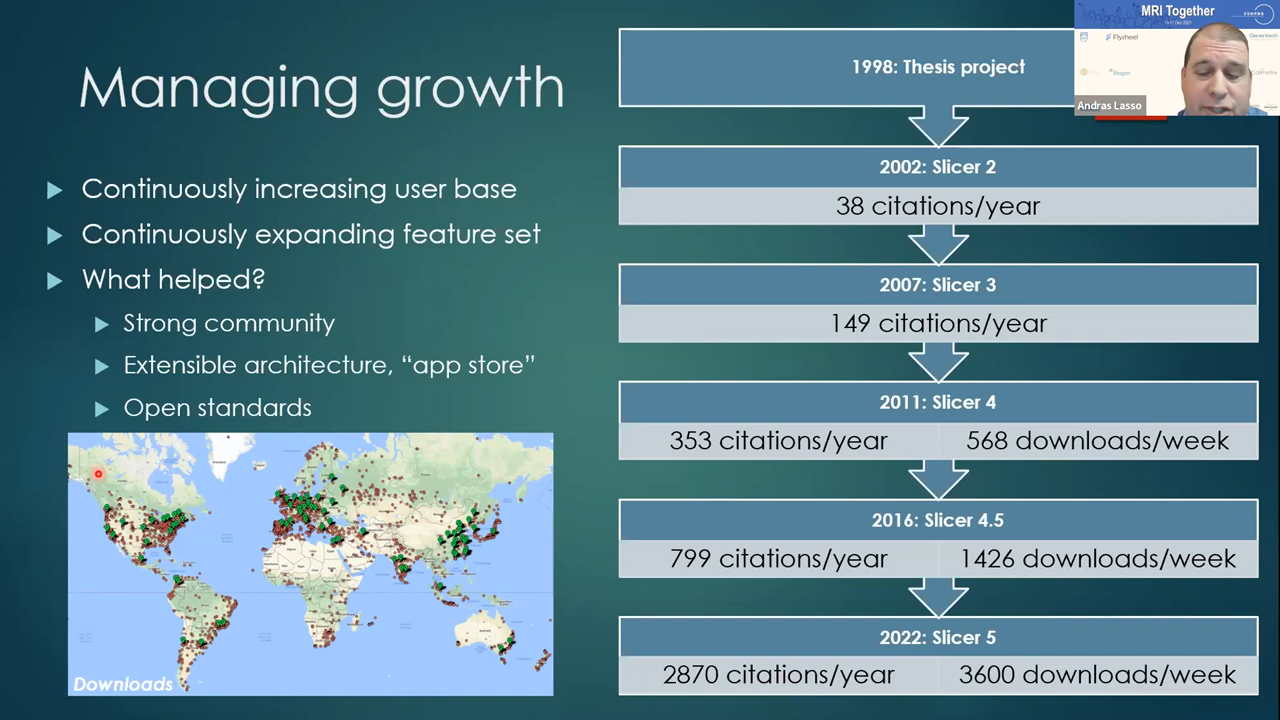 Managing growth
Continuously increasing user base
Continuously expanding feature set
What helped?
Strong community
Extensible architecture, “app store”
Open standards
Downloads
1998: Thesis project
2002: Slicer 2
38 citations/year
2007: Slicer 3
149 citations/year
2011: Slicer 4
353 citations/year 568 downloads/week
2016: Slicer 4.5
799 citations/year 1426 downloads/week
2022: Slicer 5
2870 citations/year 3600 downloads/week
MRI Together
Flywheel
Andras Lasso